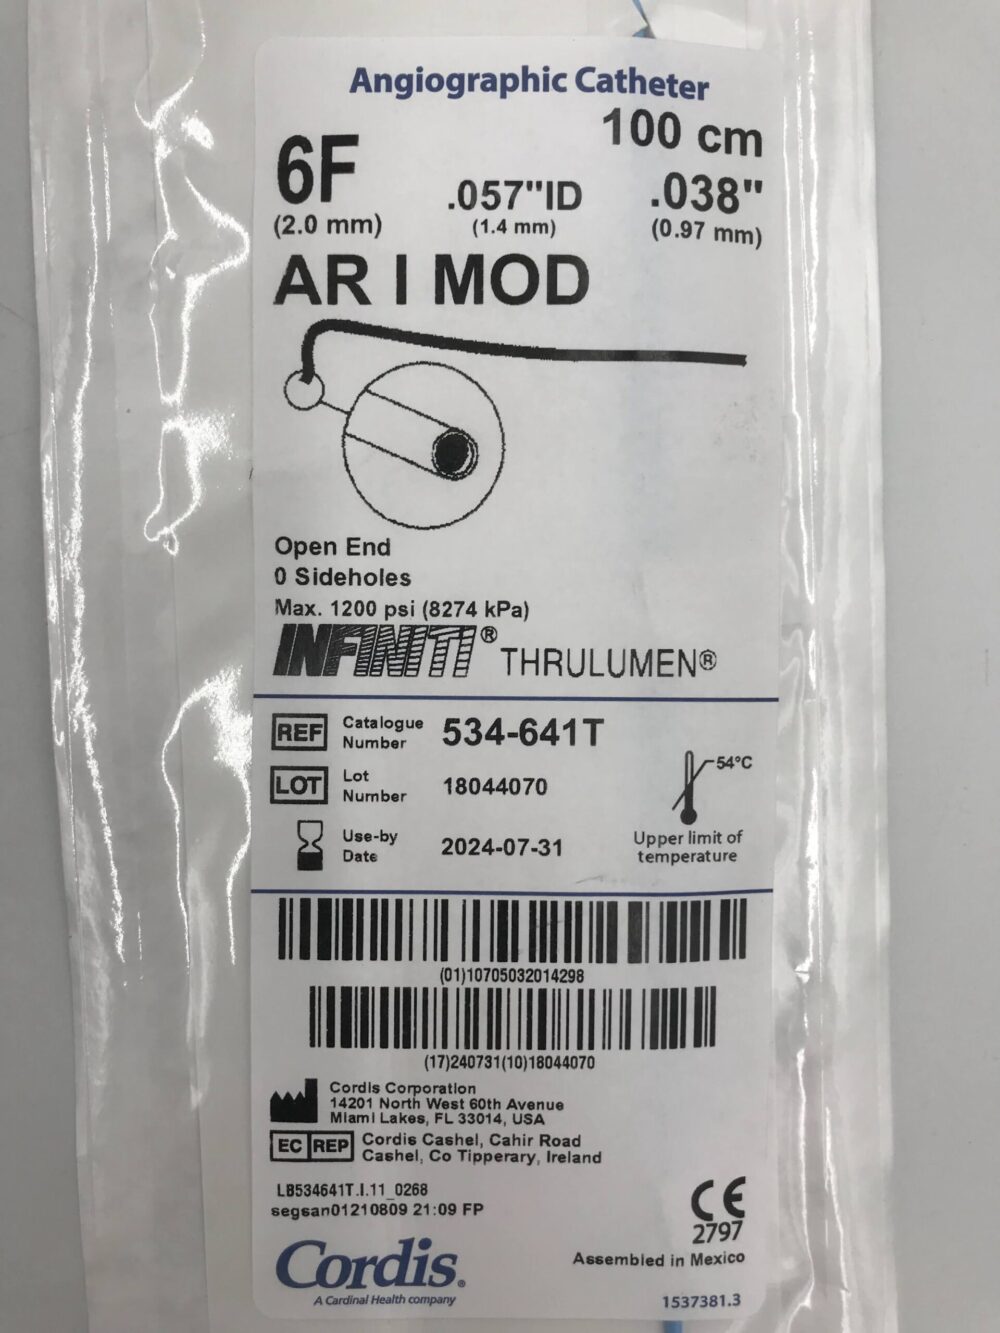 Angiographic Catheter
100 cm
6F
(2.0 mm)
.057"ID
(1.4 mm)
.038"
(0.97 mm)
AR I MOD
Open End
0 Sideholes
Max. 1200 psi (8274 kPa)
INFINITI® THRULUMEN®
REF Catalogue Number 534-641T
LOT Lot Number 18044070
Use-by Date 2024-07-31
54°C
Upper limit of
temperature
(01)10705032014298
(17)240731(10)18044070
Cordis Corporation
14201 North West 60th Avenue
Miami Lakes, FL 33014, USA
EC REP Cordis Cashel, Cahir Road
Cashel, Co Tipperary, Ireland
LB534641T.I.11_0268
segsan01210809 21:09 FP
CE
2797
Assembled in Mexico
Cordis®
A Cardinal Health company
1537381.3